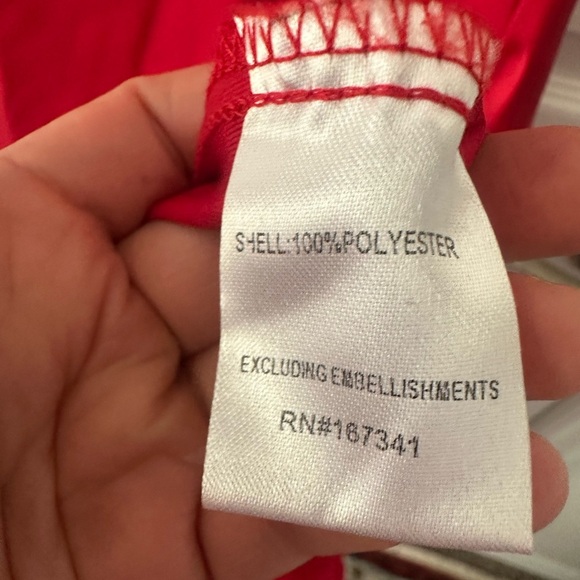 SHELL:100%POLYESTER
EXCLUDING EMBELLISHMENTS
RN#167341